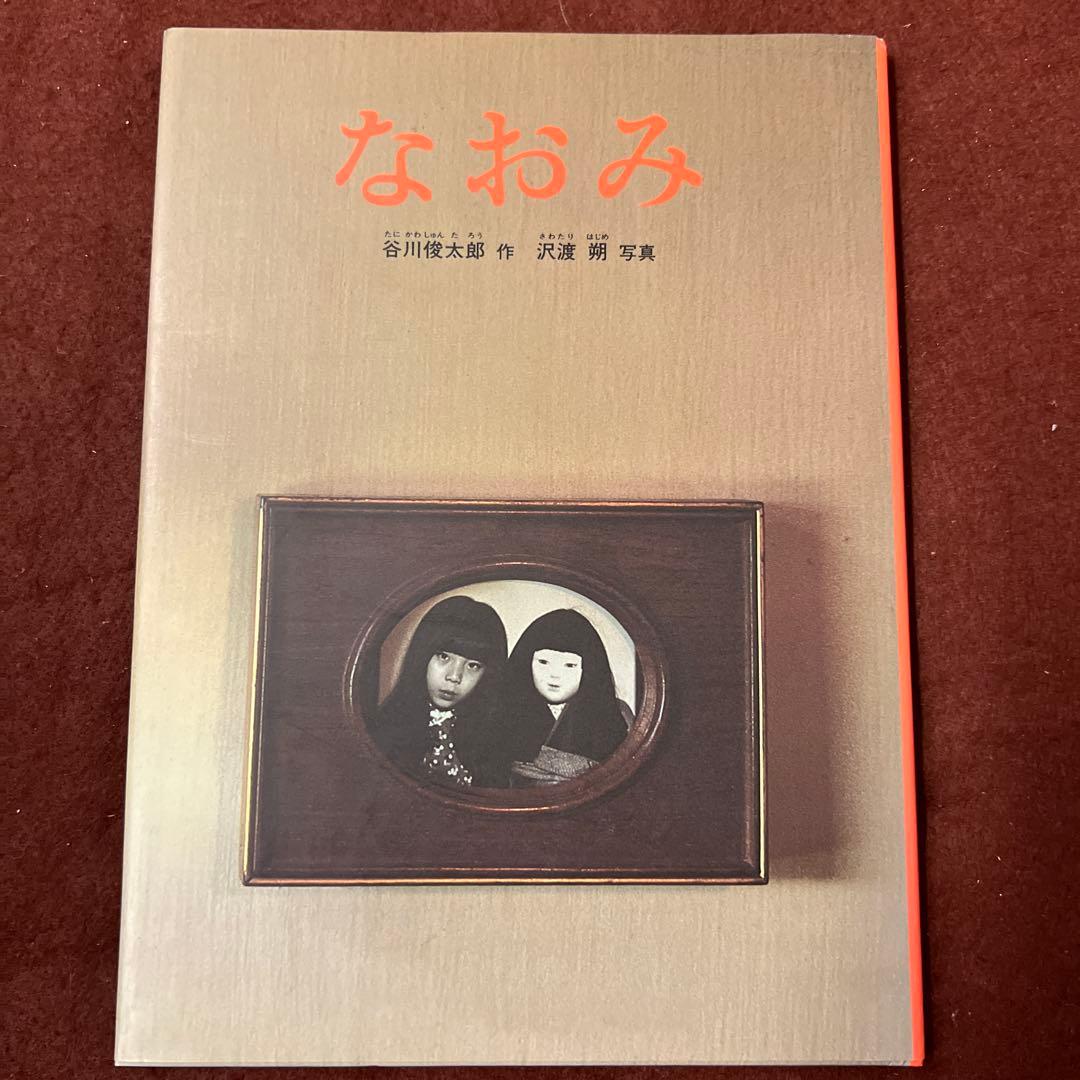 なおみ
たにかわしゅんたろう さわたり はじめ
谷川俊太郎 作 沢渡 朔 写真